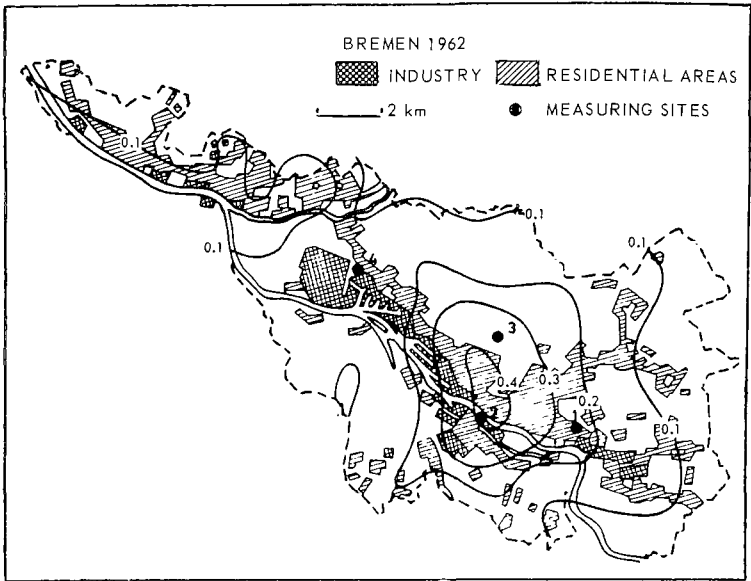 BREMEN 1962
INDUSTRY
RESIDENTIAL AREAS
2 km
MEASURING SITES
0.1
0.1
0.1
0.1
4
3
0.4
0.3
0.2
2
1
0.1